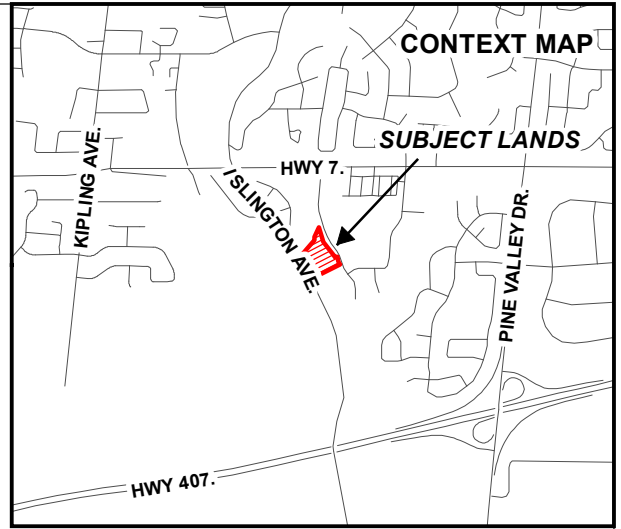 CONTEXT MAP
SUBJECT LANDS
HWY 7.
KIPLING AVE.
ISLINGTON AVE.
PINE VALLEY DR.
HWY 407.